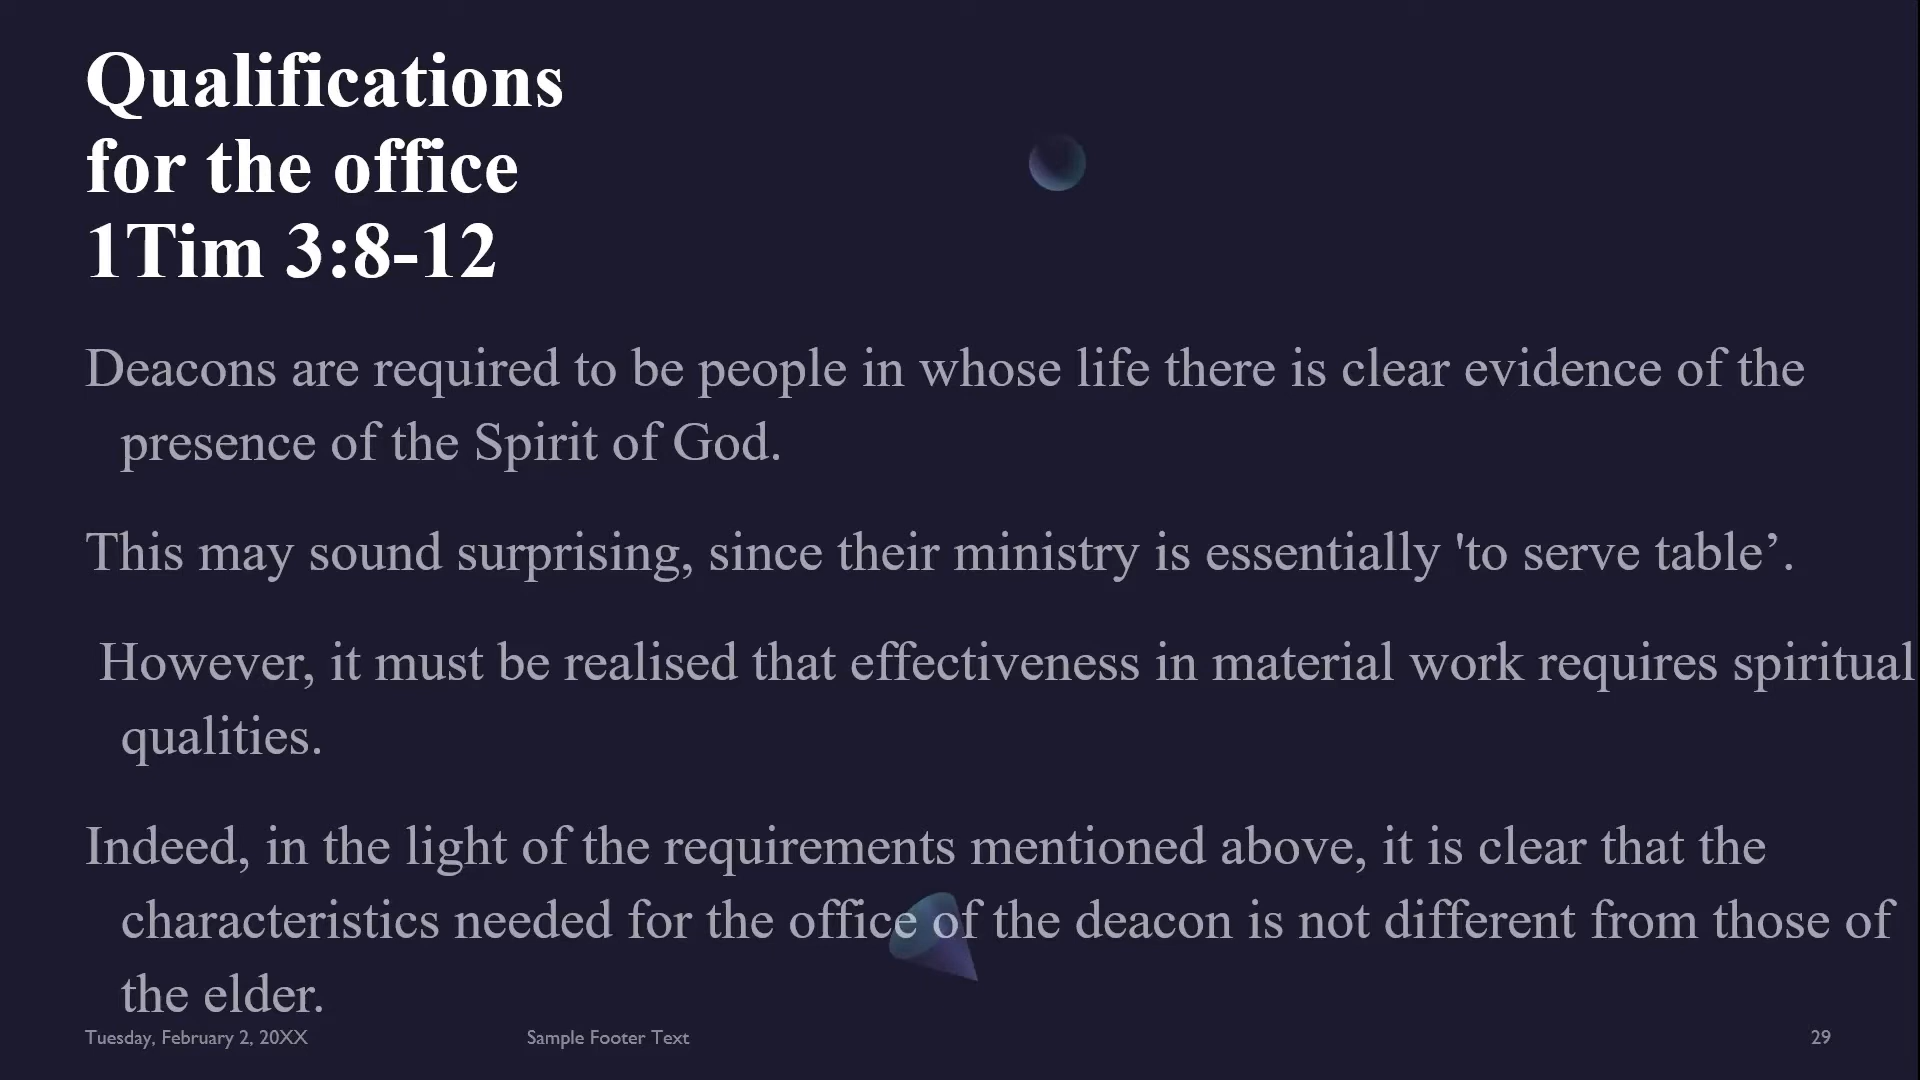 Qualifications
for the office
1Tim 3:8-12
Deacons are required to be people in whose life there is clear evidence of the
presence of the Spirit of God.
This may sound surprising, since their ministry is essentially 'to serve table’.
However, it must be realised that effectiveness in material work requires spiritual
qualities.
Indeed, in the light of the requirements mentioned above, it is clear that the
characteristics needed for the office of the deacon is not different from those of
the elder.
Tuesday, February 2, 20XX
Sample Footer Text
29